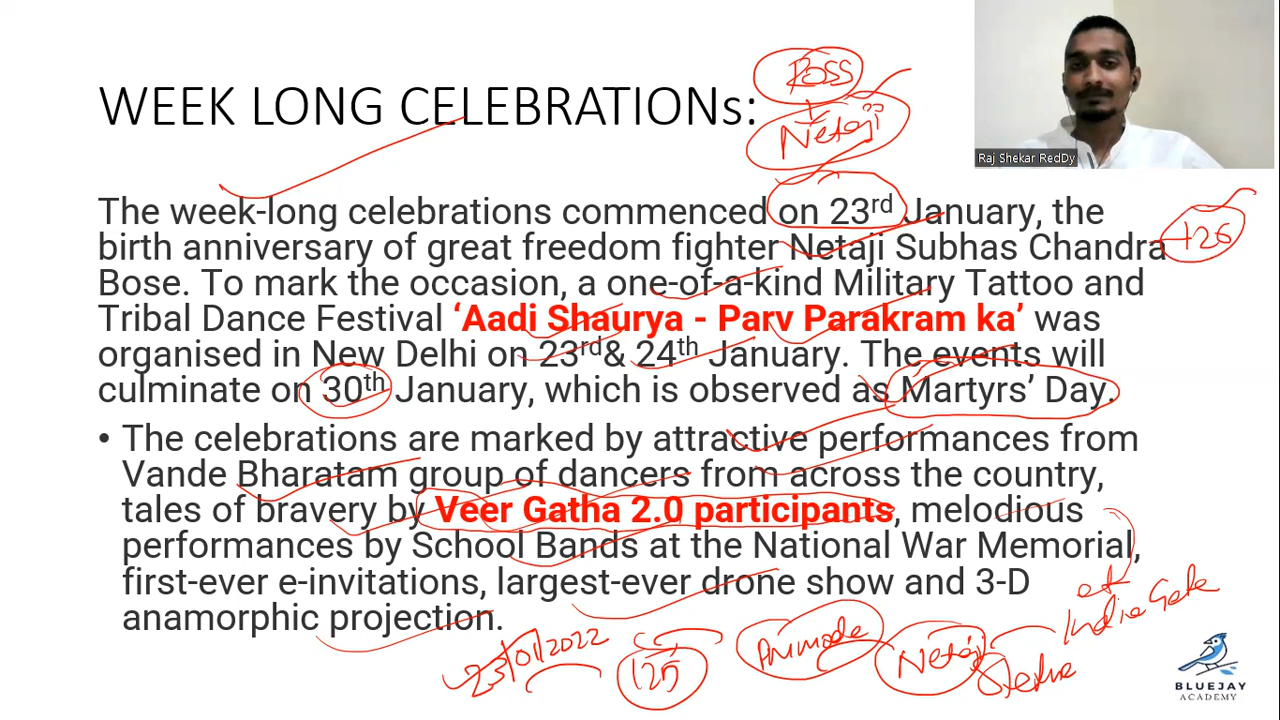 Ross
Netaji
WEEK LONG CELEBRATIONs:
Raj Shekar RedDy
The week-long celebrations commenced on 23rd January, the
birth anniversary of great freedom fighter Netaji Subhas Chandra
126
Bose. To mark the occasion, a one-of-a-kind Military Tattoo and
Tribal Dance Festival ‘Aadi Shaurya - Parv Parakram ka’ was
organised in New Delhi on 23rd& 24th January. The events will
culminate on 30th January, which is observed as Martyrs’ Day.
• The celebrations are marked by attractive performances from
Vande Bharatam group of dancers from across the country,
tales of bravery by Veer Gatha 2.0 participants, melodious
performances by School Bands at the National War Memorial,
first-ever e-invitations, largest-ever drone show and 3-D
anamorphic projection.
at
India Gate
23/01/2022 125 Netaji
BLUEJAY
ACADEMY